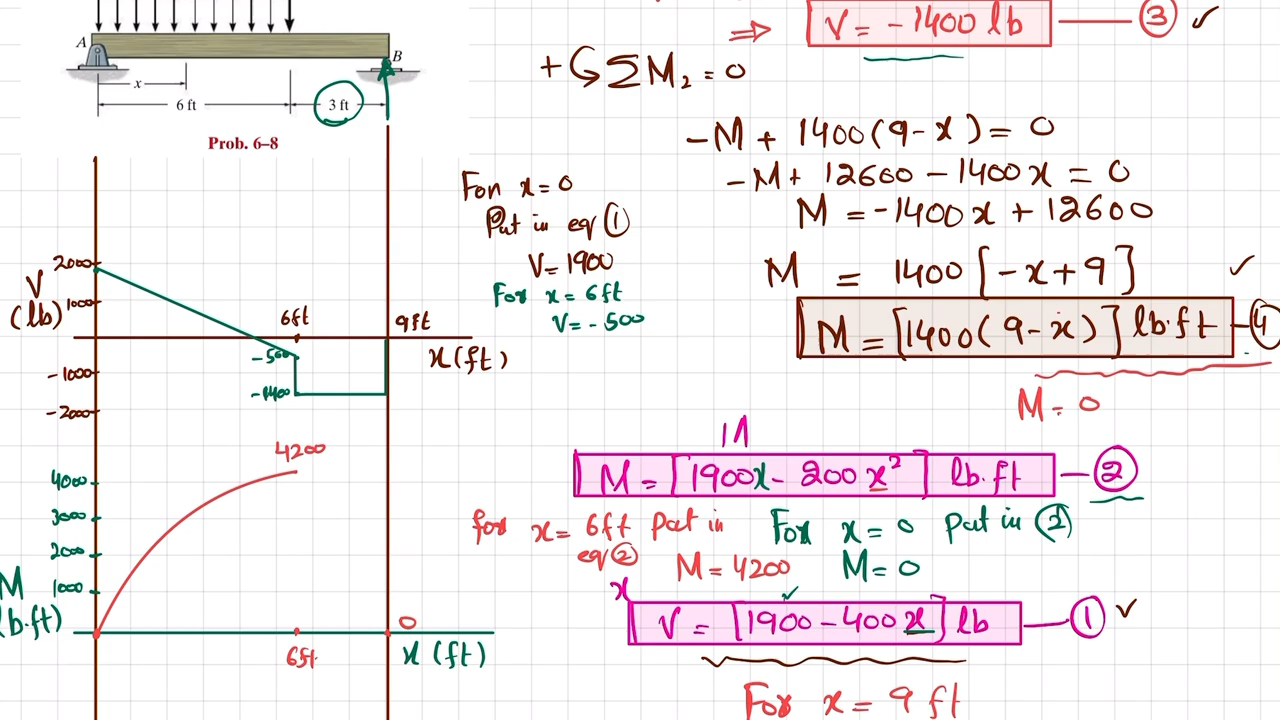 A
B
x
6 ft
3 ft
Prob. 6–8
V
(lb)
2000
1000
-1000
-2000
6ft
9ft
x(ft)
-500
-1400
4200
M
(lb.ft)
4000
3000
2000
1000
6ft
0
x (ft)
For x=0
Put in eq ①
V=1900
For x=6ft
V=-500
⇒ V=-1400 lb — ③ ✓
+↺ΣM₂=0
-M + 1400(9-x)=0
-M+ 12600-1400x=0
M=-1400x+12600
M = 1400[-x+9] ✓
M=[1400(9-x)] lb.ft -④
M=0
M=[1900x-200x²] lb.ft —②
for x=6ft Put in
eq②
M=4200
For x=0 Put in ②
M=0
x
V=[1900-400x] lb —① ✓
For x=9ft